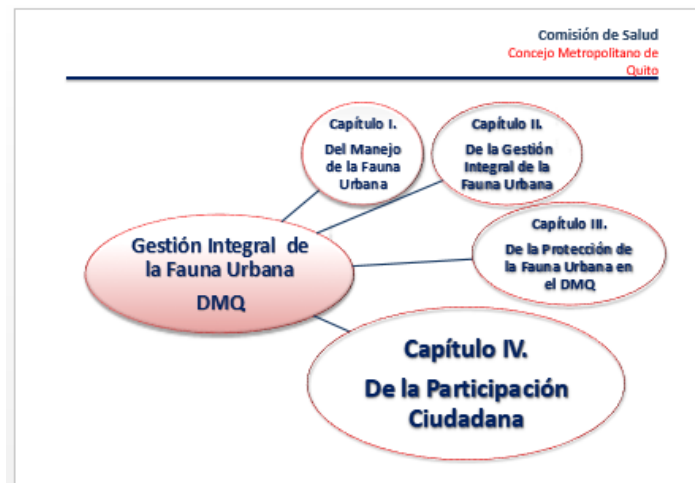 Comisión de Salud
Concejo Metropolitano de
Quito
Capítulo I.
Del Manejo
de la Fauna
Urbana
Capítulo II.
De la Gestión
Integral de la
Fauna Urbana
Capítulo III.
De la Protección de
la Fauna Urbana en
el DMQ
Gestión Integral de
la Fauna Urbana
DMQ
Capítulo IV.
De la Participación
Ciudadana